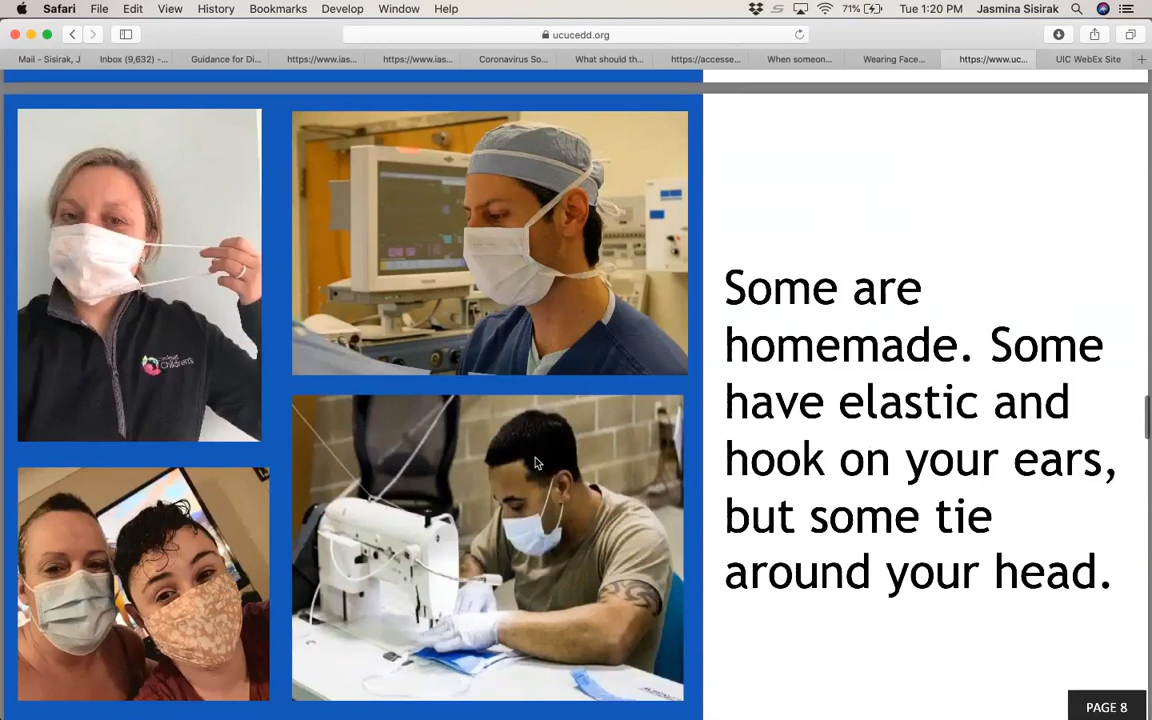 Safari File Edit View History Bookmarks Develop Window Help 71% Tue 1:20 PM Jasmina Sisirak
ucucedd.org
Mail - Sisirak, J Inbox (9,632) -... Guidance for Di... https://www.ias... https://www.ias... Coronavirus So... What should th... https://accesse... When someon... Wearing Face... https://www.uc... UIC WebEx Site
Children's
Some are
homemade. Some
have elastic and
hook on your ears,
but some tie
around your head.
PAGE 8